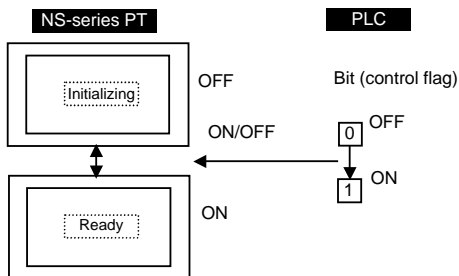 NS-series PT
PLC
Initializing
OFF
Bit (control flag)
ON/OFF
0
OFF
1
ON
Ready
ON